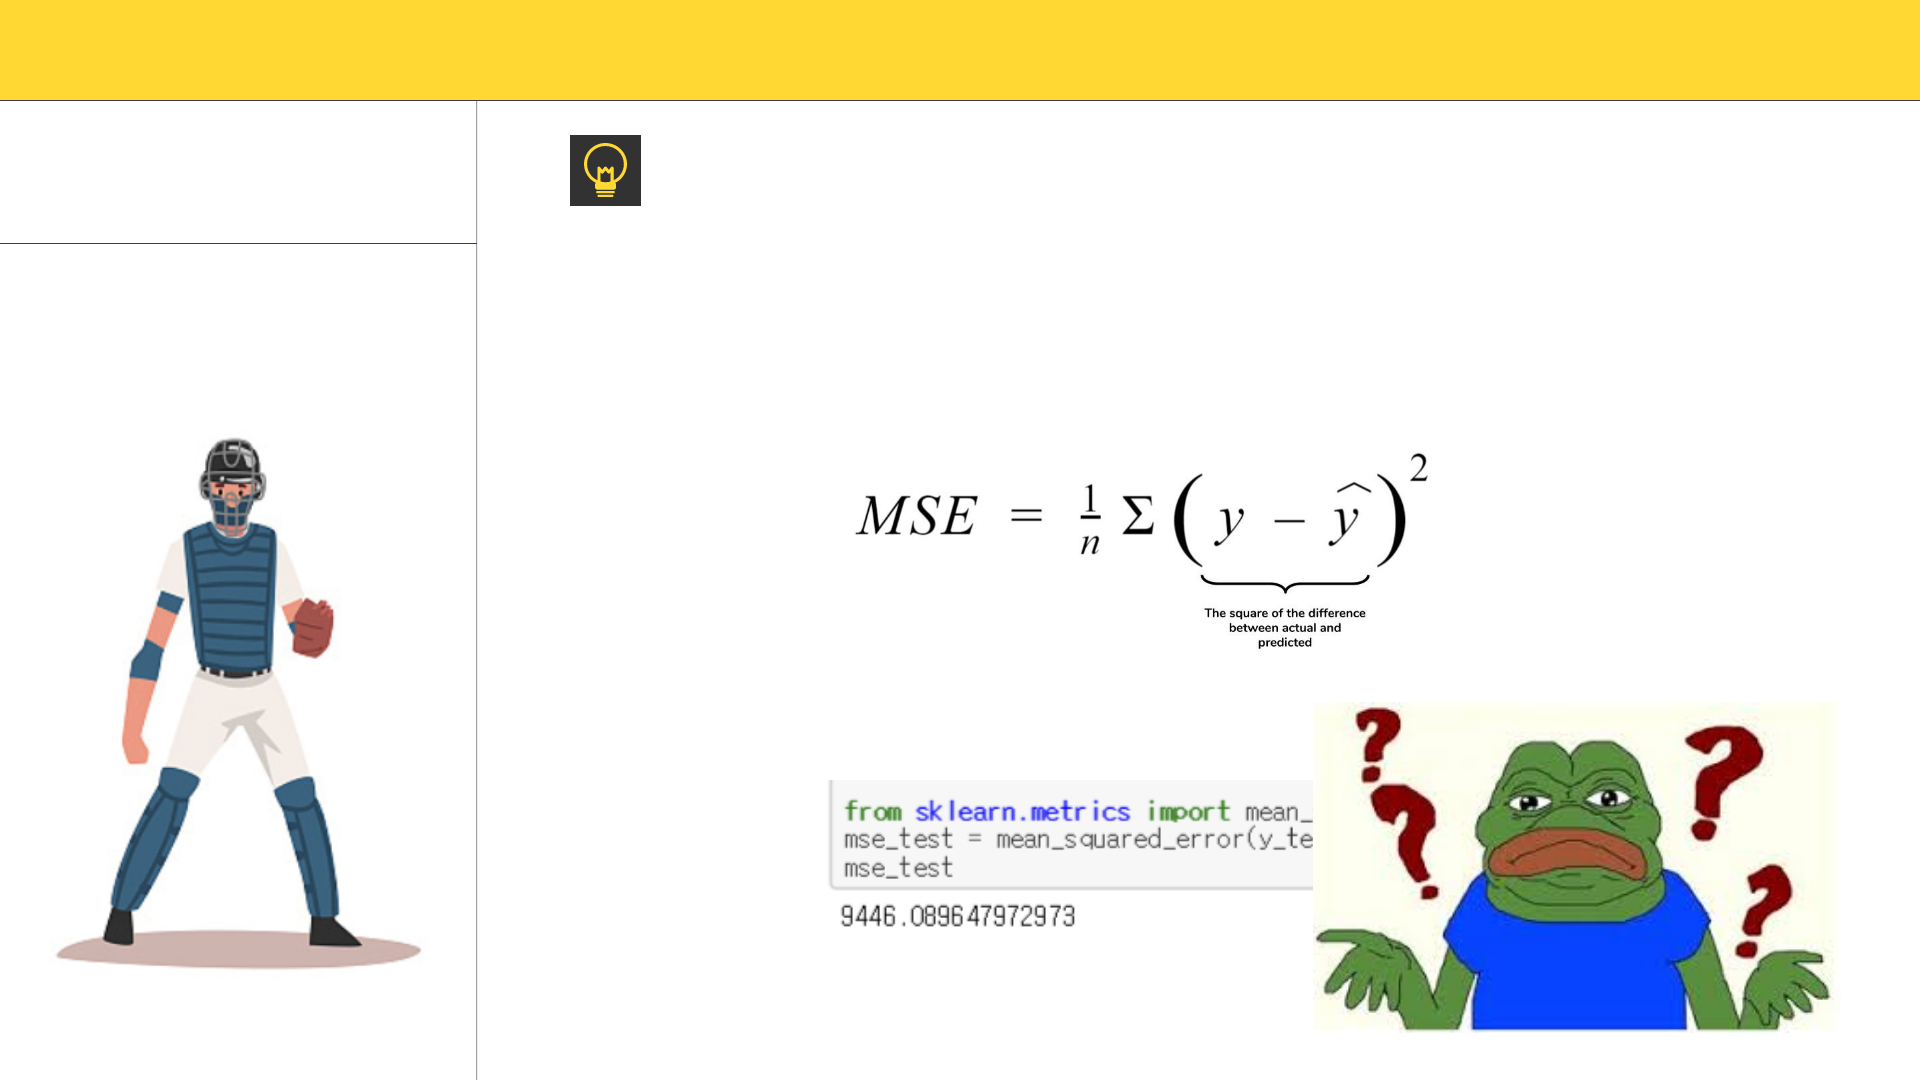 MSE = 1/n Σ (y − ŷ)²
The square of the difference
between actual and
predicted
from sklearn.metrics import mean_
mse_test = mean_squared_error(y_te
mse_test
9446.089647972973
? ? ? ?